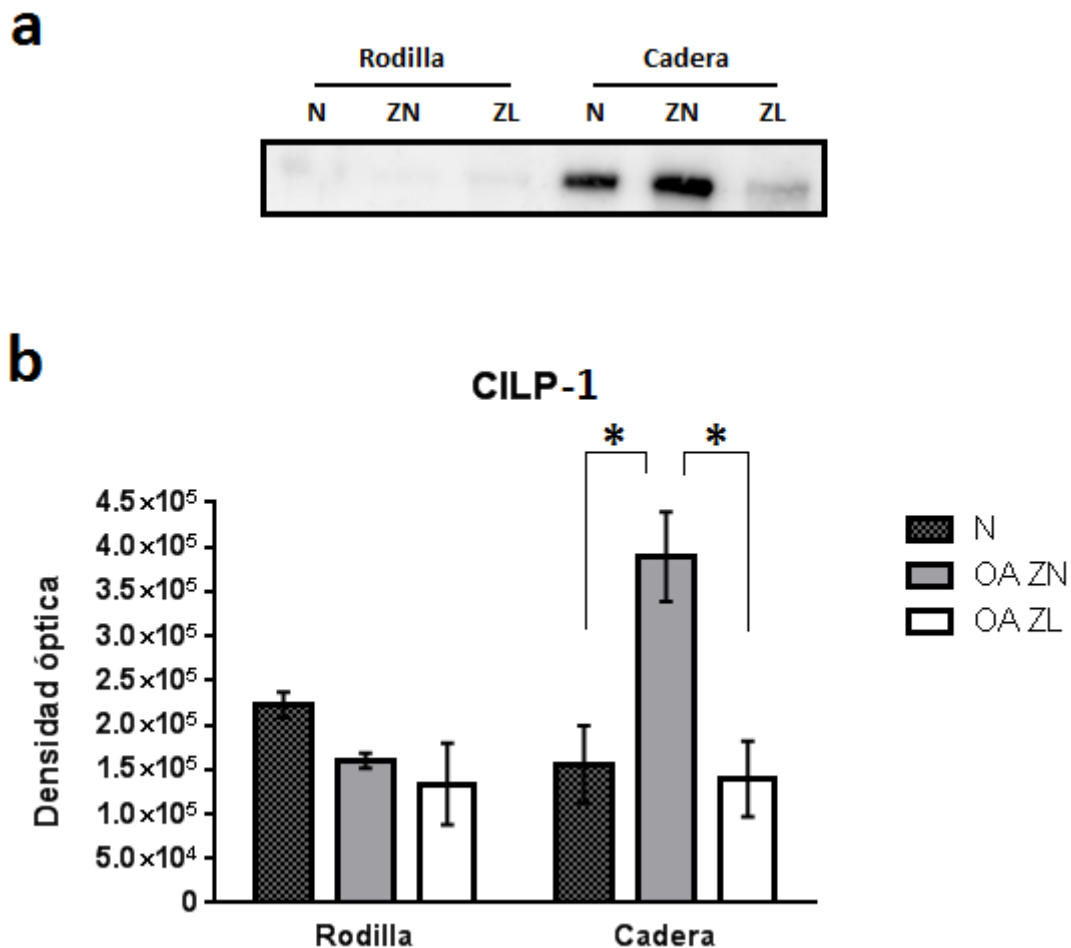 a
Rodilla Cadera
N ZN ZL N ZN ZL
b
CILP-1
* *
4.5×10⁵
4.0×10⁵
3.5×10⁵
3.0×10⁵
2.5×10⁵
2.0×10⁵
1.5×10⁵
1.0×10⁵
5.0×10⁴
0
Densidad óptica
Rodilla Cadera
N
OA ZN
OA ZL